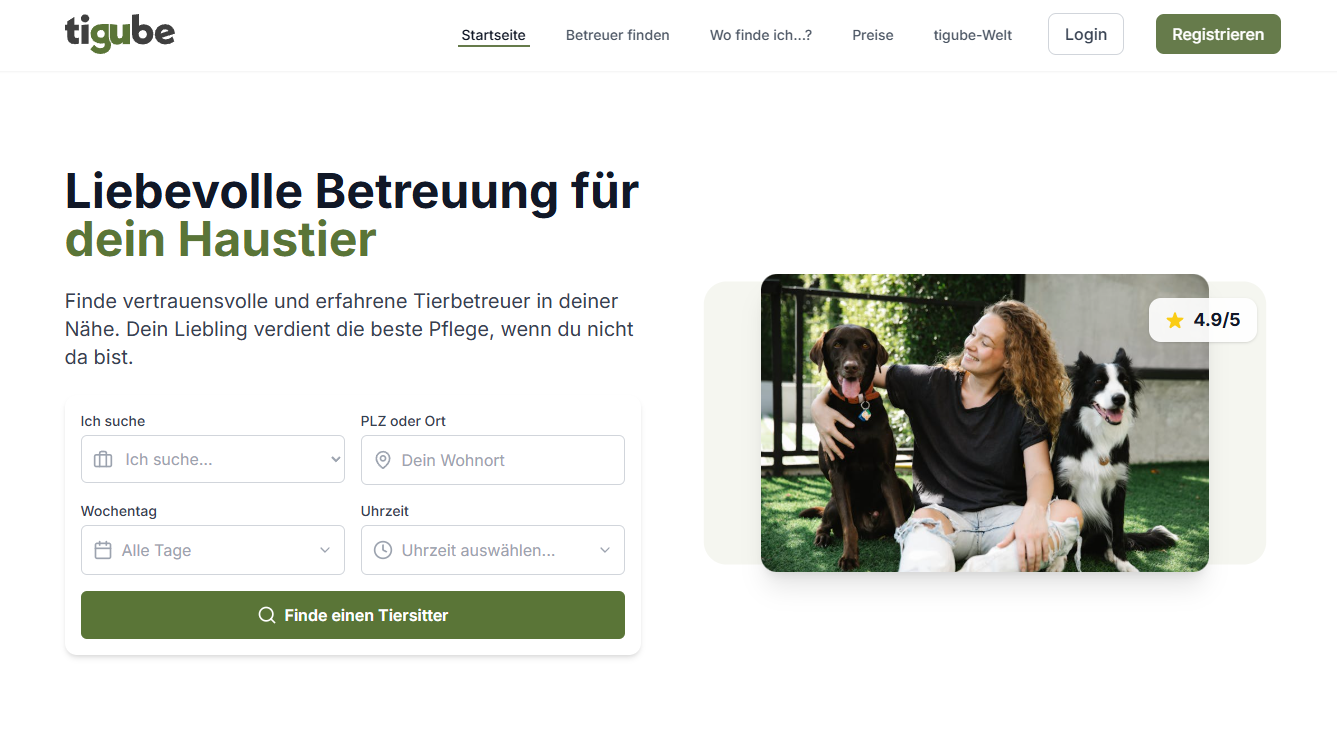 tigube
Startseite
Betreuer finden
Wo finde ich...?
Preise
tigube-Welt
Login
Registrieren
Liebevolle Betreuung für
dein Haustier
Finde vertrauensvolle und erfahrene Tierbetreuer in deiner
Nähe. Dein Liebling verdient die beste Pflege, wenn du nicht
da bist.
Ich suche
PLZ oder Ort
Ich suche...
Dein Wohnort
Wochentag
Uhrzeit
Alle Tage
Uhrzeit auswählen...
Finde einen Tiersitter
4.9/5